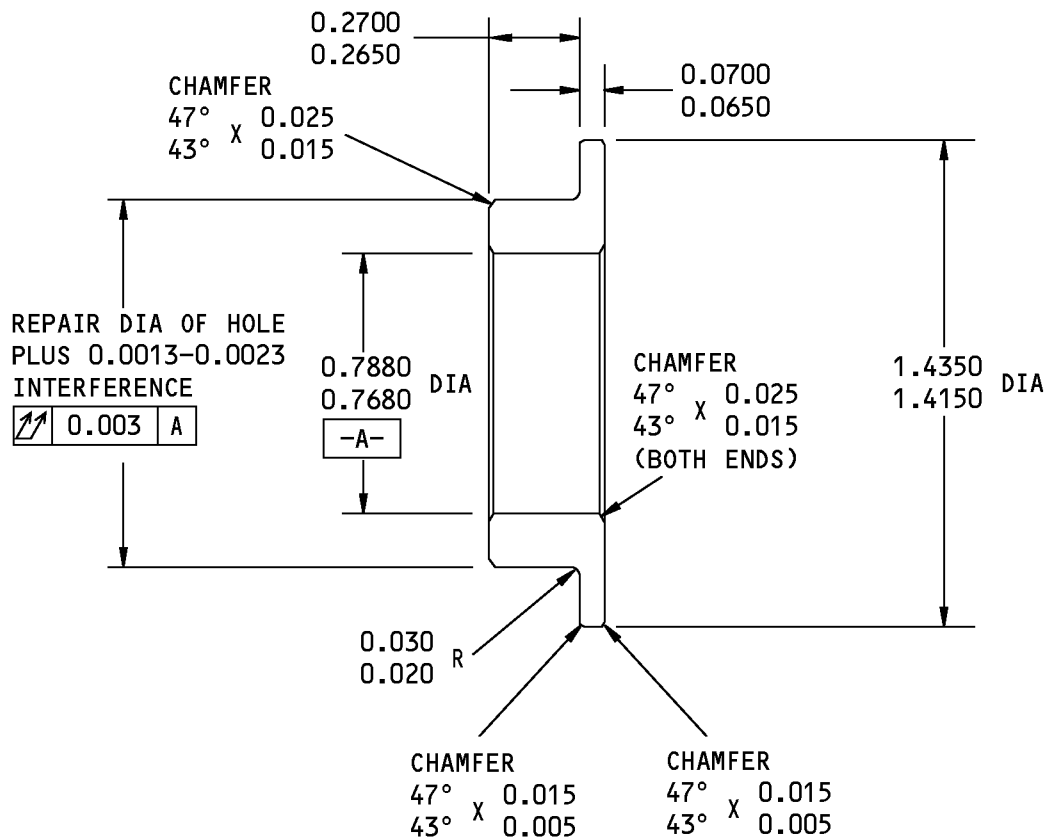 0.2700
0.2650
0.0700
0.0650
CHAMFER
47° X 0.025
43° 0.015
REPAIR DIA OF HOLE
PLUS 0.0013-0.0023
INTERFERENCE
0.003 A
0.7880 DIA
0.7680
-A-
CHAMFER
47° X 0.025
43° 0.015
(BOTH ENDS)
1.4350 DIA
1.4150
0.030 R
0.020
CHAMFER
47° X 0.015
43° 0.005
CHAMFER
47° X 0.015
43° 0.005